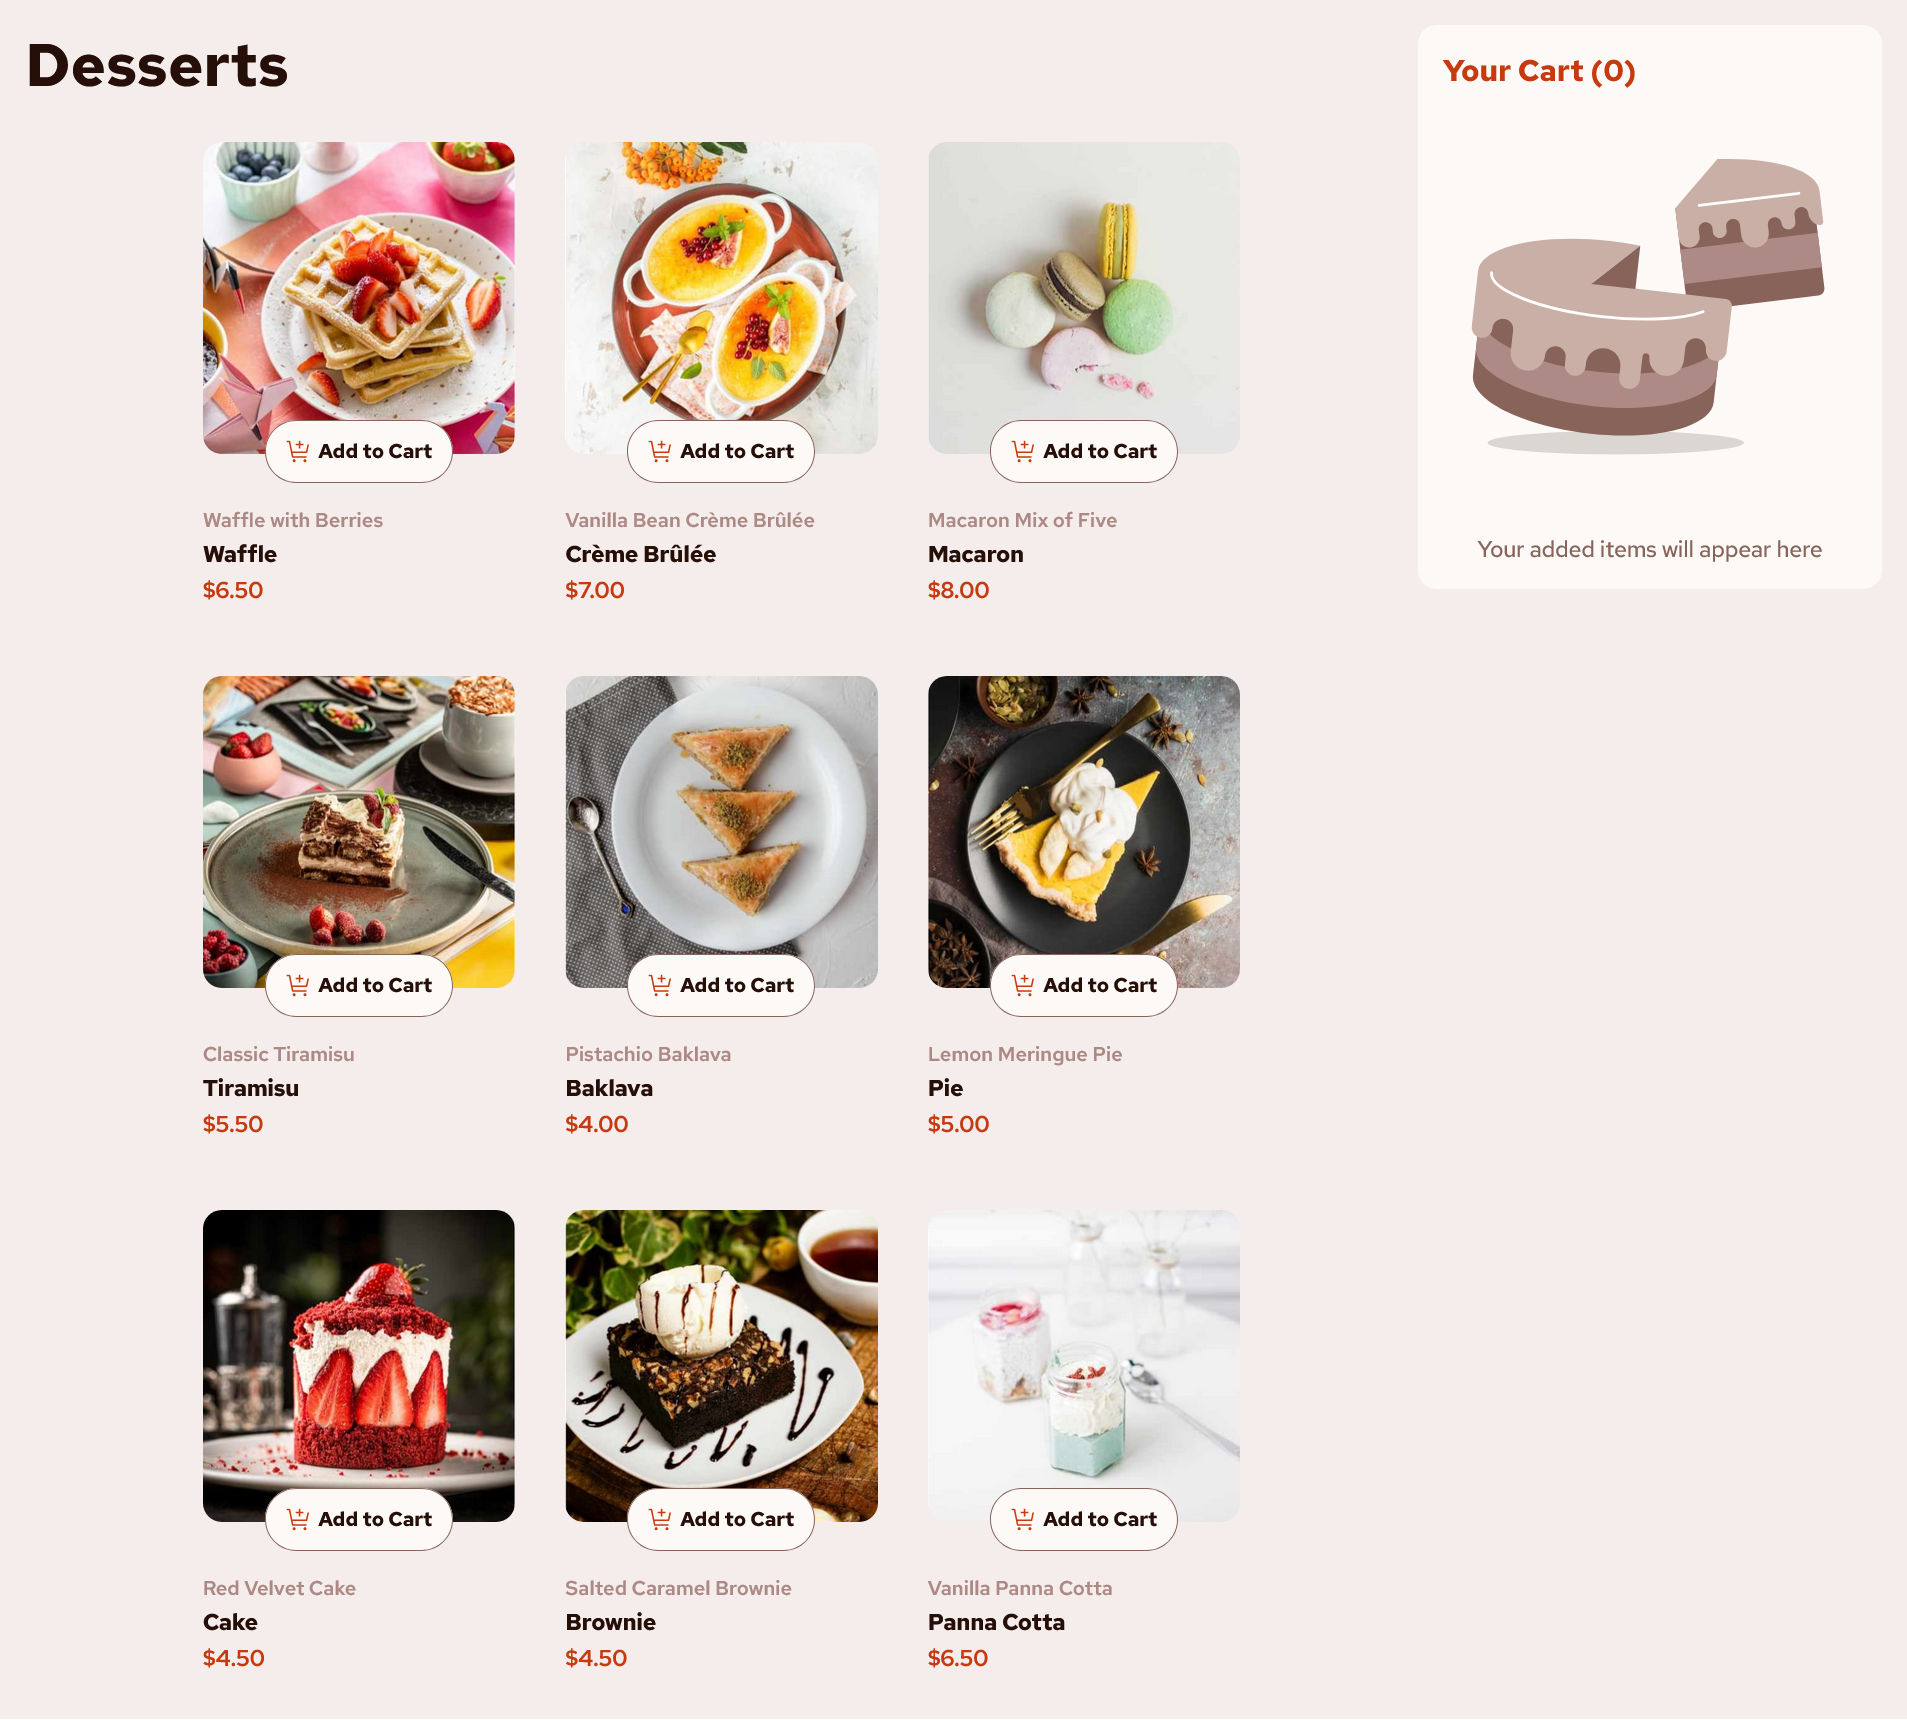 Desserts
Your Cart (0)
Your added items will appear here
Add to Cart
Waffle with Berries
Waffle
$6.50
Add to Cart
Vanilla Bean Crème Brûlée
Crème Brûlée
$7.00
Add to Cart
Macaron Mix of Five
Macaron
$8.00
Add to Cart
Classic Tiramisu
Tiramisu
$5.50
Add to Cart
Pistachio Baklava
Baklava
$4.00
Add to Cart
Lemon Meringue Pie
Pie
$5.00
Add to Cart
Red Velvet Cake
Cake
$4.50
Add to Cart
Salted Caramel Brownie
Brownie
$4.50
Add to Cart
Vanilla Panna Cotta
Panna Cotta
$6.50